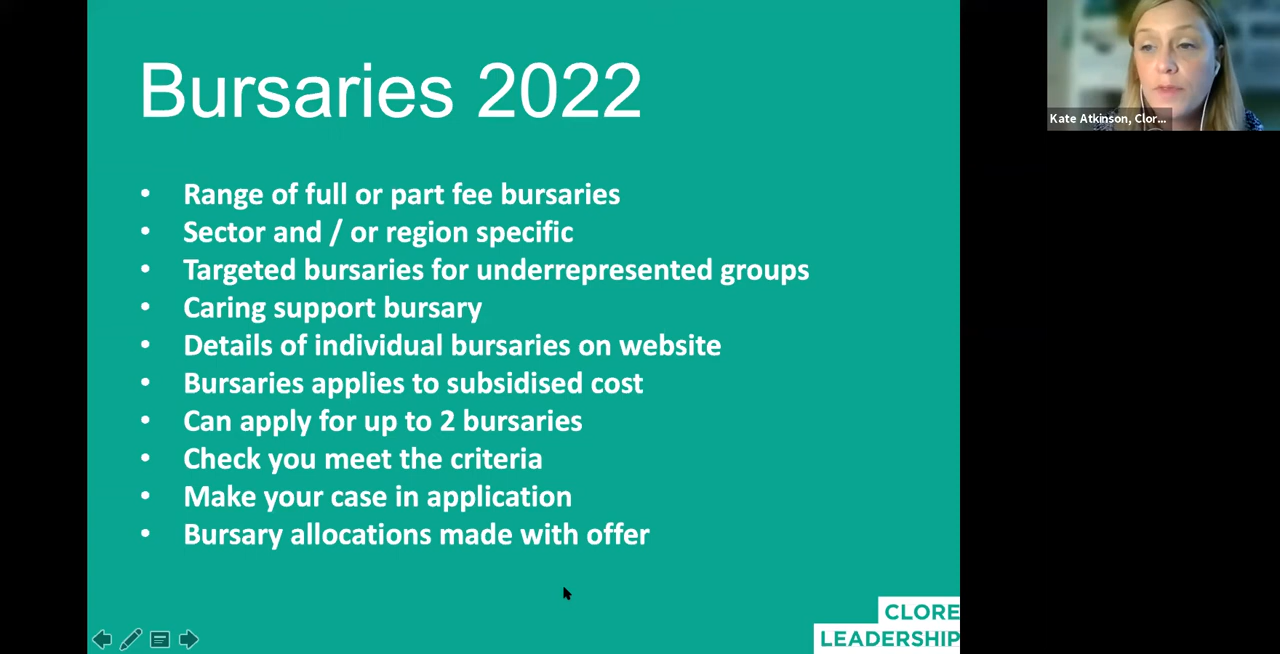 Bursaries 2022
• Range of full or part fee bursaries
• Sector and / or region specific
• Targeted bursaries for underrepresented groups
• Caring support bursary
• Details of individual bursaries on website
• Bursaries applies to subsidised cost
• Can apply for up to 2 bursaries
• Check you meet the criteria
• Make your case in application
• Bursary allocations made with offer
CLORE
LEADERSHIP
Kate Atkinson, Clor...